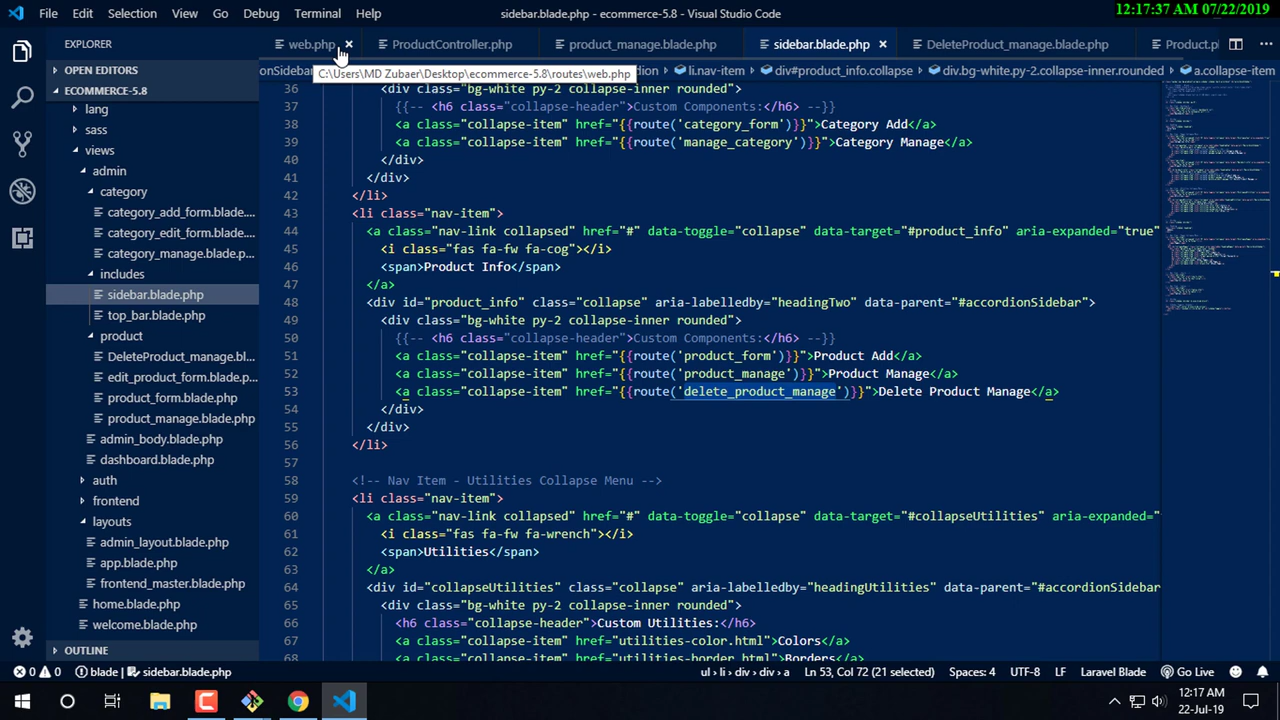 File Edit Selection View Go Debug Terminal Help
sidebar.blade.php - ecommerce-5.8 - Visual Studio Code
12:17:37 AM 07/22/2019
EXPLORER
web.php
ProductController.php
product_manage.blade.php
sidebar.blade.php
DeleteProduct_manage.blade.php
Product.p
C:\Users\MD Zubaer\Desktop\ecommerce-5.8\routes\web.php
li.nav-item
div#product_info.collapse
div.bg-white.py-2.collapse-inner.rounded
a.collapse-item
OPEN EDITORS
ECOMMERCE-5.8
lang
sass
views
admin
category
category_add_form.blade....
category_edit_form.blade....
category_manage.blade.p...
includes
sidebar.blade.php
top_bar.blade.php
product
DeleteProduct_manage.bl...
edit_product_form.blade.p...
product_form.blade.php
product_manage.blade.php
admin_body.blade.php
dashboard.blade.php
auth
frontend
layouts
admin_layout.blade.php
app.blade.php
frontend_master.blade.php
home.blade.php
welcome.blade.php
OUTLINE
36 <div class="bg-white py-2 collapse-inner rounded">
37 {{-- <h6 class="collapse-header">Custom Components:</h6> --}}
38 <a class="collapse-item" href="{{route('category_form')}}">Category Add</a>
39 <a class="collapse-item" href="{{route('manage_category')}}">Category Manage</a>
40 </div>
41 </div>
42 </li>
43 <li class="nav-item">
44 <a class="nav-link collapsed" href="#" data-toggle="collapse" data-target="#product_info" aria-expanded="true"
45 <i class="fas fa-fw fa-cog"></i>
46 <span>Product Info</span>
47 </a>
48 <div id="product_info" class="collapse" aria-labelledby="headingTwo" data-parent="#accordionSidebar">
49 <div class="bg-white py-2 collapse-inner rounded">
50 {{-- <h6 class="collapse-header">Custom Components:</h6> --}}
51 <a class="collapse-item" href="{{route('product_form')}}">Product Add</a>
52 <a class="collapse-item" href="{{route('product_manage')}}">Product Manage</a>
53 <a class="collapse-item" href="{{route('delete_product_manage')}}">Delete Product Manage</a>
54 </div>
55 </div>
56 </li>
57
58 <!-- Nav Item - Utilities Collapse Menu -->
59 <li class="nav-item">
60 <a class="nav-link collapsed" href="#" data-toggle="collapse" data-target="#collapseUtilities" aria-expanded=
61 <i class="fas fa-fw fa-wrench"></i>
62 <span>Utilities</span>
63 </a>
64 <div id="collapseUtilities" class="collapse" aria-labelledby="headingUtilities" data-parent="#accordionSidebar
65 <div class="bg-white py-2 collapse-inner rounded">
66 <h6 class="collapse-header">Custom Utilities:</h6>
67 <a class="collapse-item" href="utilities-color.html">Colors</a>
68 <a class="collapse-item" href="utilities-border.html">Borders</a>
0 0 blade | sidebar.blade.php
ul › li › div › div › a
Ln 53, Col 72 (21 selected)
Spaces: 4
UTF-8
LF
Laravel Blade
Go Live
12:17 AM
22-Jul-19